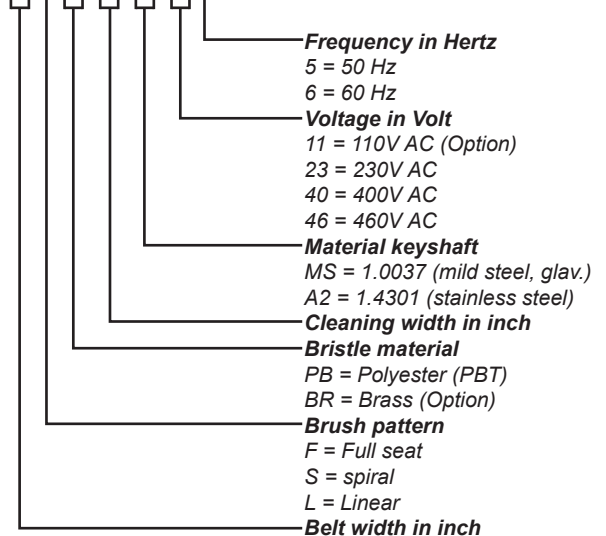 Frequency in Hertz
5 = 50 Hz
6 = 60 Hz
Voltage in Volt
11 = 110V AC (Option)
23 = 230V AC
40 = 400V AC
46 = 460V AC
Material keyshaft
MS = 1.0037 (mild steel, glav.)
A2 = 1.4301 (stainless steel)
Cleaning width in inch
Bristle material
PB = Polyester (PBT)
BR = Brass (Option)
Brush pattern
F = Full seat
S = spiral
L = Linear
Belt width in inch